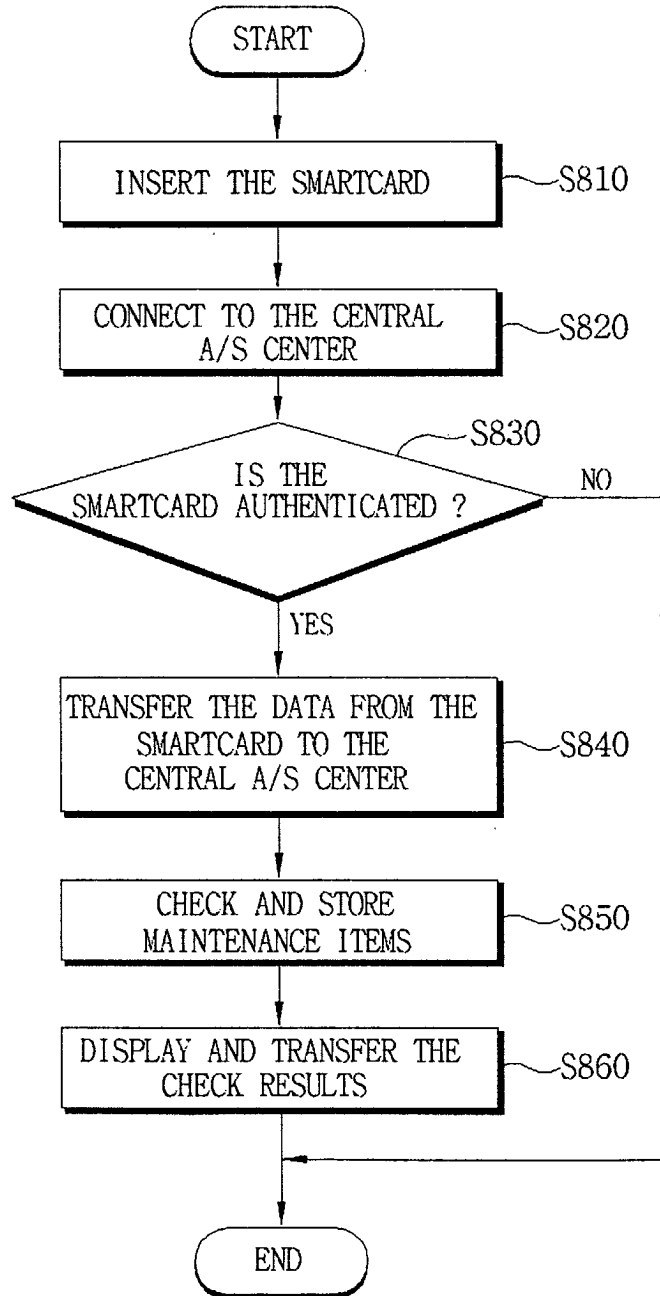 START
INSERT THE SMARTCARD
S810
CONNECT TO THE CENTRAL
A/S CENTER
S820
S830
IS THE
SMARTCARD AUTHENTICATED ?
NO
YES
TRANSFER THE DATA FROM THE
SMARTCARD TO THE
CENTRAL A/S CENTER
S840
CHECK AND STORE
MAINTENANCE ITEMS
S850
DISPLAY AND TRANSFER THE
CHECK RESULTS
S860
END